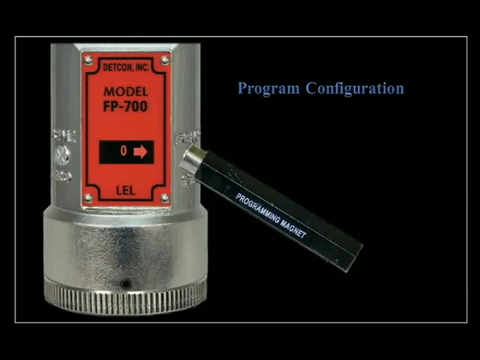 DETCON, INC.
MODEL
FP-700
0
LEL
Program Configuration
PROGRAMMING MAGNET